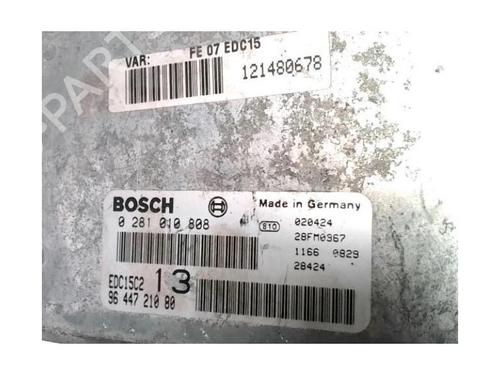 VAR: FE 07 EDC15
121480678
BOSCH
Made in Germany
0 281 010 808
S10
020424
28FM0967
1166 0829
28424
EDC15C2 13
96 447 210 80